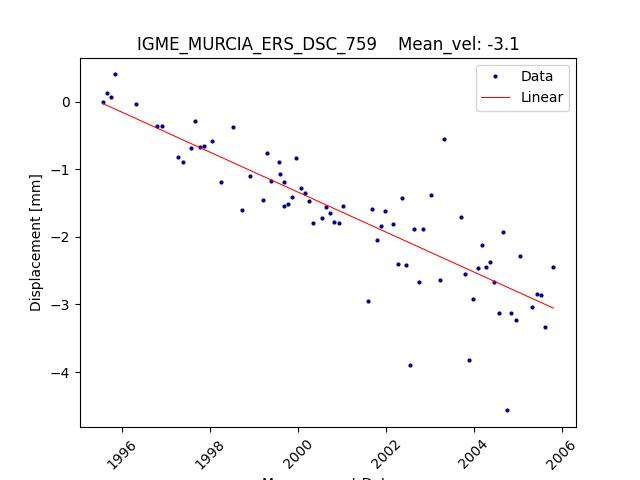 IGME_MURCIA_ERS_DSC_759    Mean_vel: -3.1
Data
Linear
Displacement [mm]
0
−1
−2
−3
−4
1996
1998
2000
2002
2004
2006